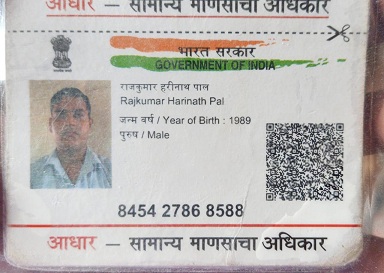 आधार — सामान्य माणसाचा अधिकार
भारत सरकार
GOVERNMENT OF INDIA
राजकुमार हरीनाथ पाल
Rajkumar Harinath Pal
जन्म वर्ष / Year of Birth : 1989
पुरुष / Male
8454 2786 8588
आधार — सामान्य माणसाचा अधिकार